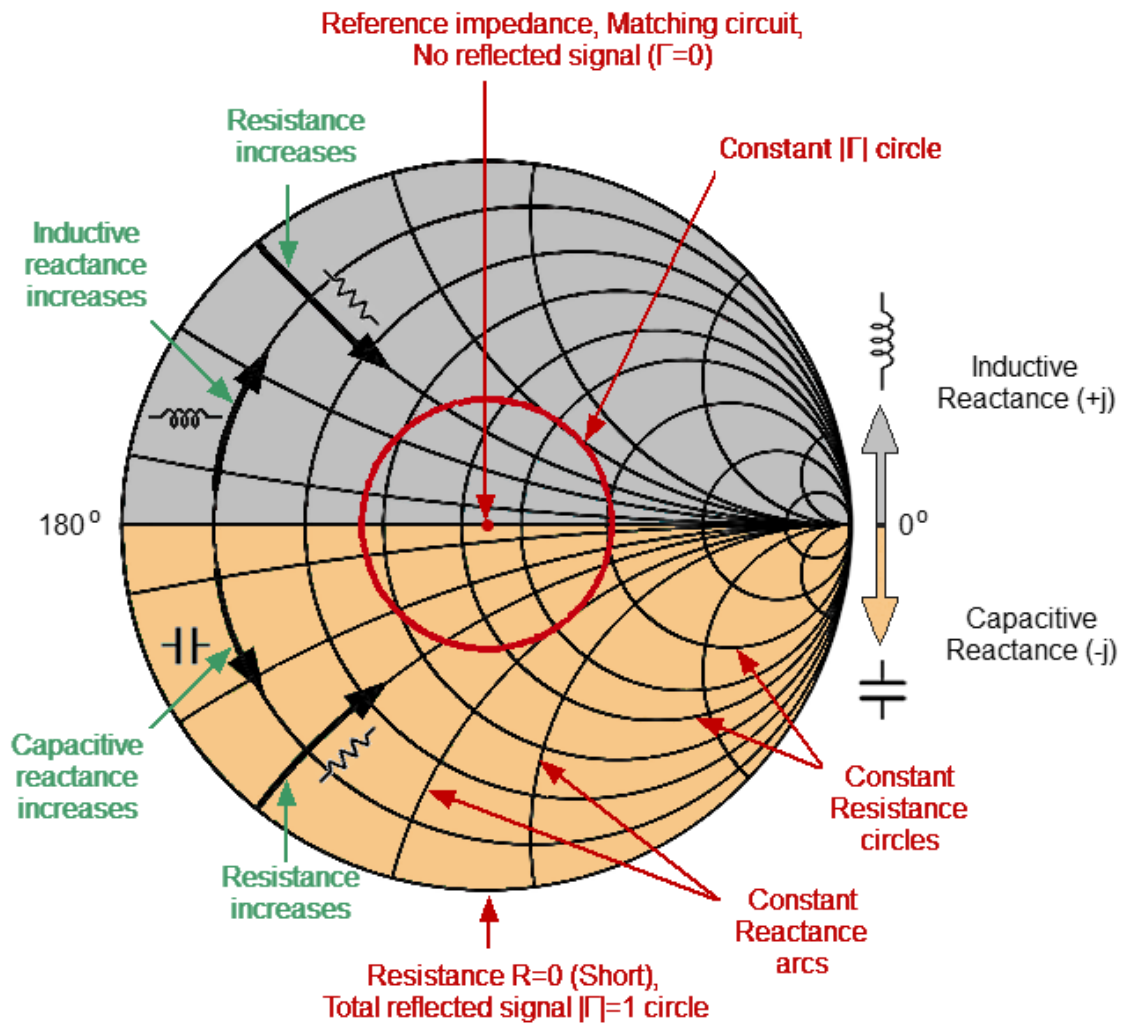 Reference impedance, Matching circuit,
No reflected signal (Γ=0)
Resistance
increases
Constant |Γ| circle
Inductive
reactance
increases
Inductive
Reactance (+j)
180º
0º
Capacitive
Reactance (-j)
Capacitive
reactance
increases
Constant
Resistance
circles
Resistance
increases
Constant
Reactance
arcs
Resistance R=0 (Short),
Total reflected signal |Γ|=1 circle